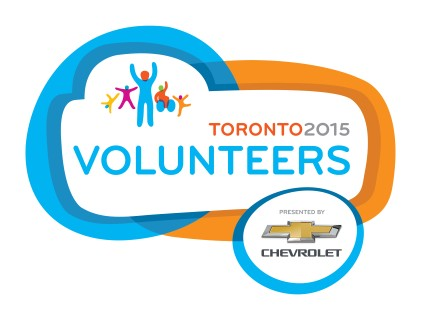 TORONTO2015
VOLUNTEERS
PRESENTED BY
CHEVROLET